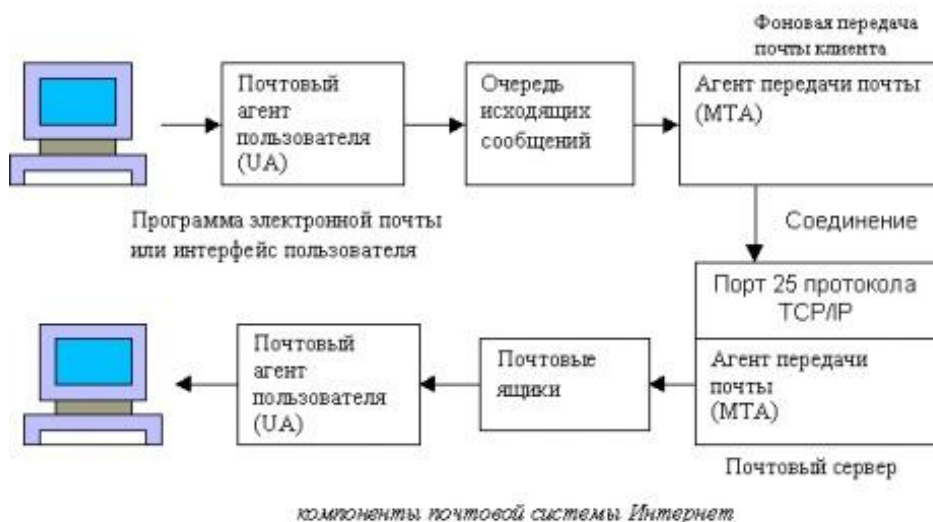 Фоновая передача
почты клиента
Почтовый
агент
пользователя
(UA)
Очередь
исходящих
сообщений
Агент передачи почты
(МТА)
Программа электронной почты
или интерфейс пользователя
Соединение
Порт 25 протокола
TCP/IP
Агент передачи
почты
(МТА)
Почтовые
ящики
Почтовый
агент
пользователя
(UA)
Почтовый сервер
компоненты почтовой системы Интернет